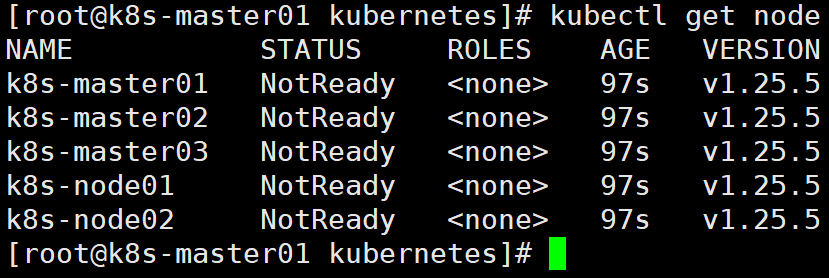 [root@k8s-master01 kubernetes]# kubectl get node
NAME STATUS ROLES AGE VERSION
k8s-master01 NotReady <none> 97s v1.25.5
k8s-master02 NotReady <none> 97s v1.25.5
k8s-master03 NotReady <none> 97s v1.25.5
k8s-node01 NotReady <none> 97s v1.25.5
k8s-node02 NotReady <none> 97s v1.25.5
[root@k8s-master01 kubernetes]#